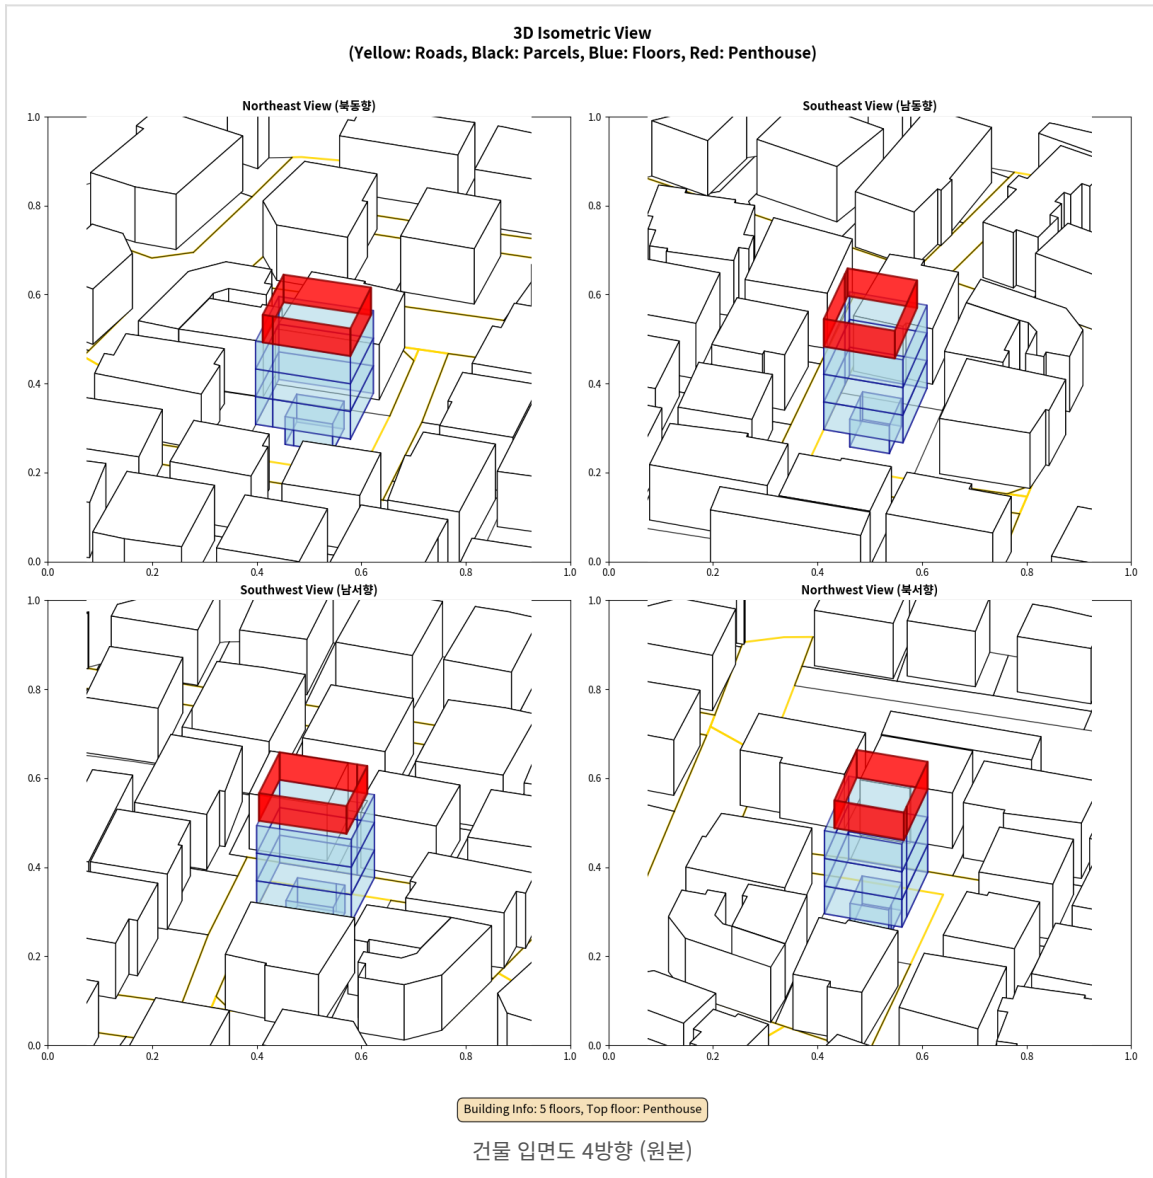 3D Isometric View
(Yellow: Roads, Black: Parcels, Blue: Floors, Red: Penthouse)
Northeast View (북동향)
1.0
0.8
0.6
0.4
0.2
0.0
0.0 0.2 0.4 0.6 0.8 1.0
Southeast View (남동향)
1.0
0.8
0.6
0.4
0.2
0.0
0.0 0.2 0.4 0.6 0.8 1.0
Southwest View (남서향)
1.0
0.8
0.6
0.4
0.2
0.0
0.0 0.2 0.4 0.6 0.8 1.0
Northwest View (북서향)
1.0
0.8
0.6
0.4
0.2
0.0
0.0 0.2 0.4 0.6 0.8 1.0
Building Info: 5 floors, Top floor: Penthouse
건물 입면도 4방향 (원본)